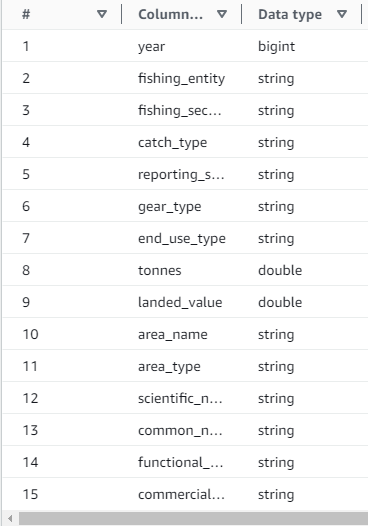 # Column... Data type
1 year bigint
2 fishing_entity string
3 fishing_sec... string
4 catch_type string
5 reporting_s... string
6 gear_type string
7 end_use_type string
8 tonnes double
9 landed_value double
10 area_name string
11 area_type string
12 scientific_n... string
13 common_n... string
14 functional_... string
15 commercial... string